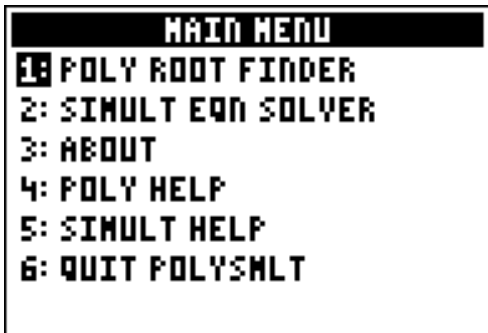 MAIN MENU
1: POLY ROOT FINDER
2: SIMULT EQN SOLVER
3: ABOUT
4: POLY HELP
5: SIMULT HELP
6: QUIT POLYSMLT